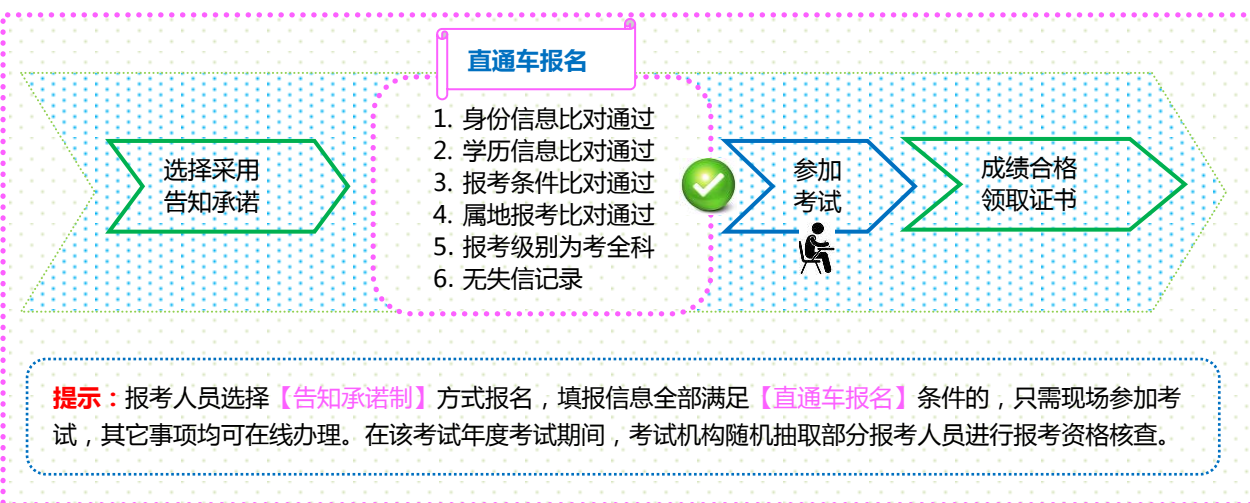 直通车报名
选择采用
告知承诺
1. 身份信息比对通过
2. 学历信息比对通过
3. 报考条件比对通过
4. 属地报考比对通过
5. 报考级别为考全科
6. 无失信记录
参加
考试
成绩合格
领取证书
提示：报考人员选择【告知承诺制】方式报名，填报信息全部满足【直通车报名】条件的，只需现场参加考
试，其它事项均可在线办理。在该考试年度考试期间，考试机构随机抽取部分报考人员进行报考资格核查。